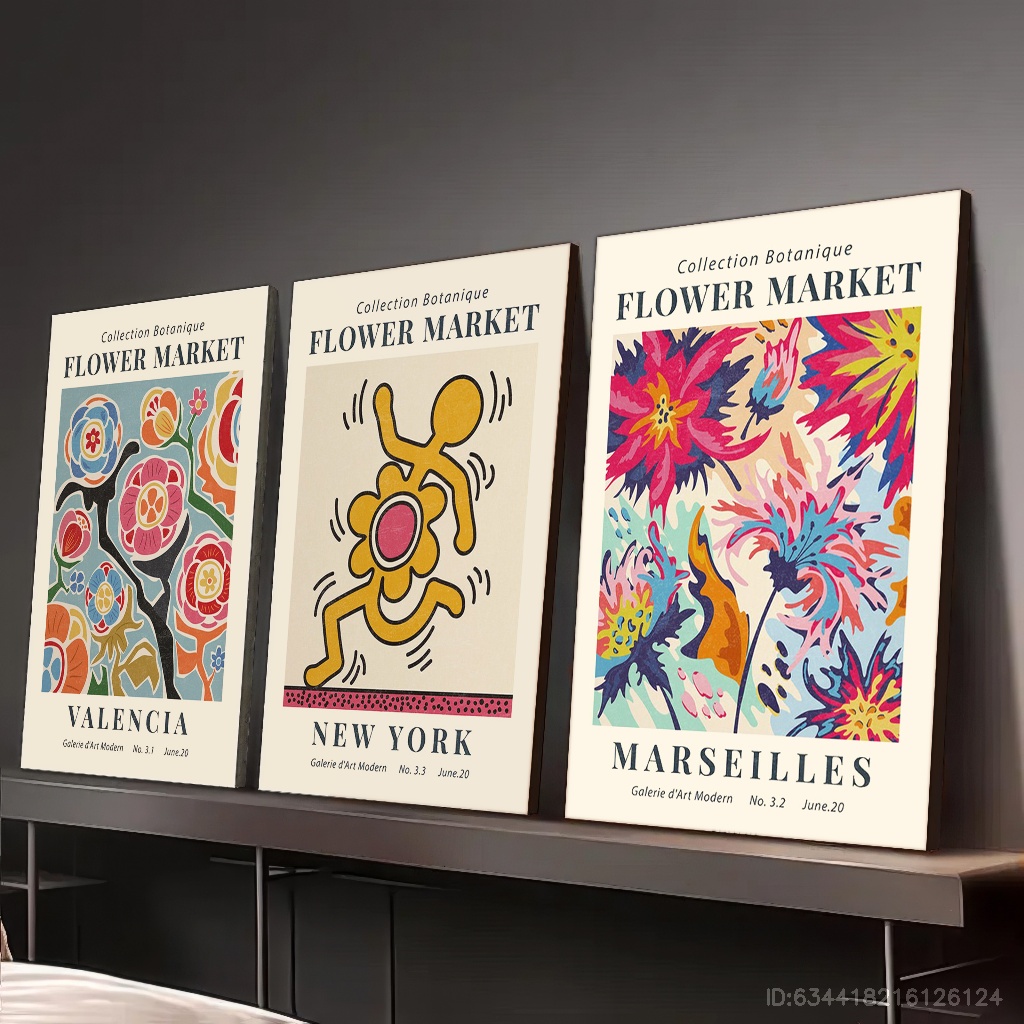 Collection Botanique
FLOWER MARKET
VALENCIA
Galerie d'Art Modern No. 3.1 June.20
Collection Botanique
FLOWER MARKET
NEW YORK
Galerie d'Art Modern No. 3.3 June.20
Collection Botanique
FLOWER MARKET
MARSEILLES
Galerie d'Art Modern No. 3.2 June.20
ID:634418216126124